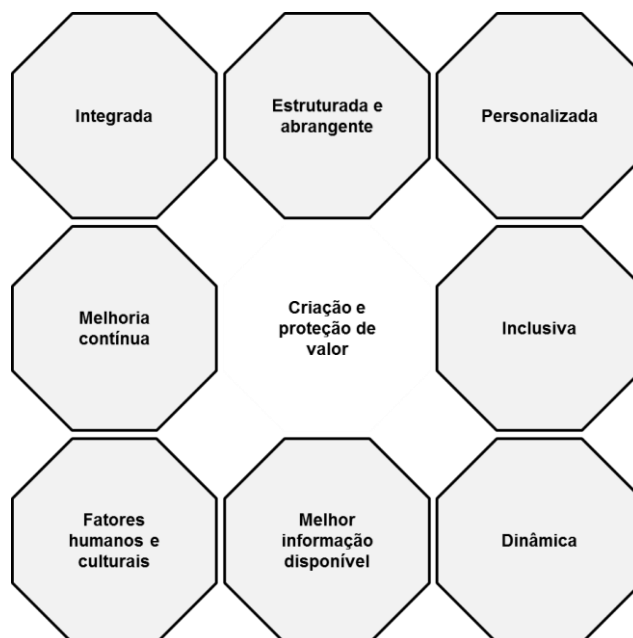 Integrada
Estruturada e
abrangente
Personalizada
Melhoria
contínua
Criação e
proteção de
valor
Inclusiva
Fatores
humanos e
culturais
Melhor
informação
disponível
Dinâmica